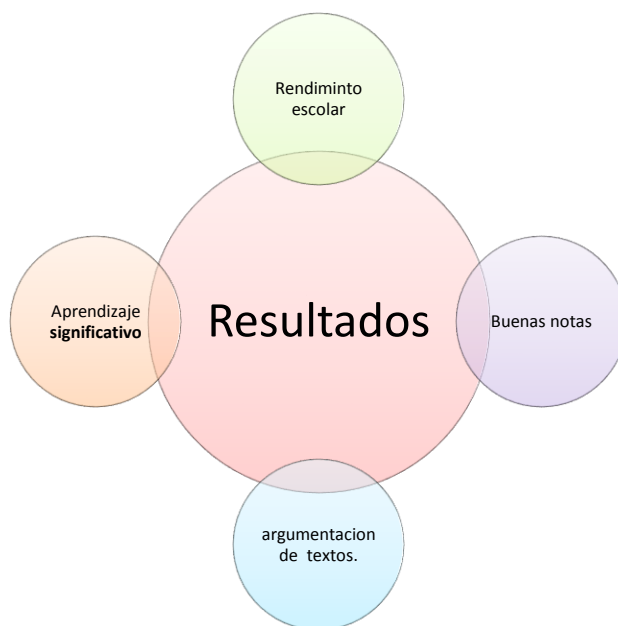 Rendiminto
escolar
Aprendizaje
significativo
Resultados
Buenas notas
argumentacion
de textos.